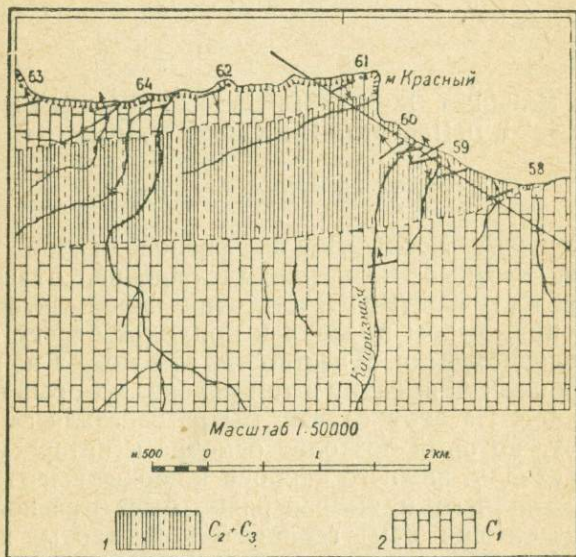 63 64 62 61 м Красный
60
59
58
Капризная
Масштаб 1:50000
м. 500 0 1 2 км.
1 C₂+C₃ 2 C₁